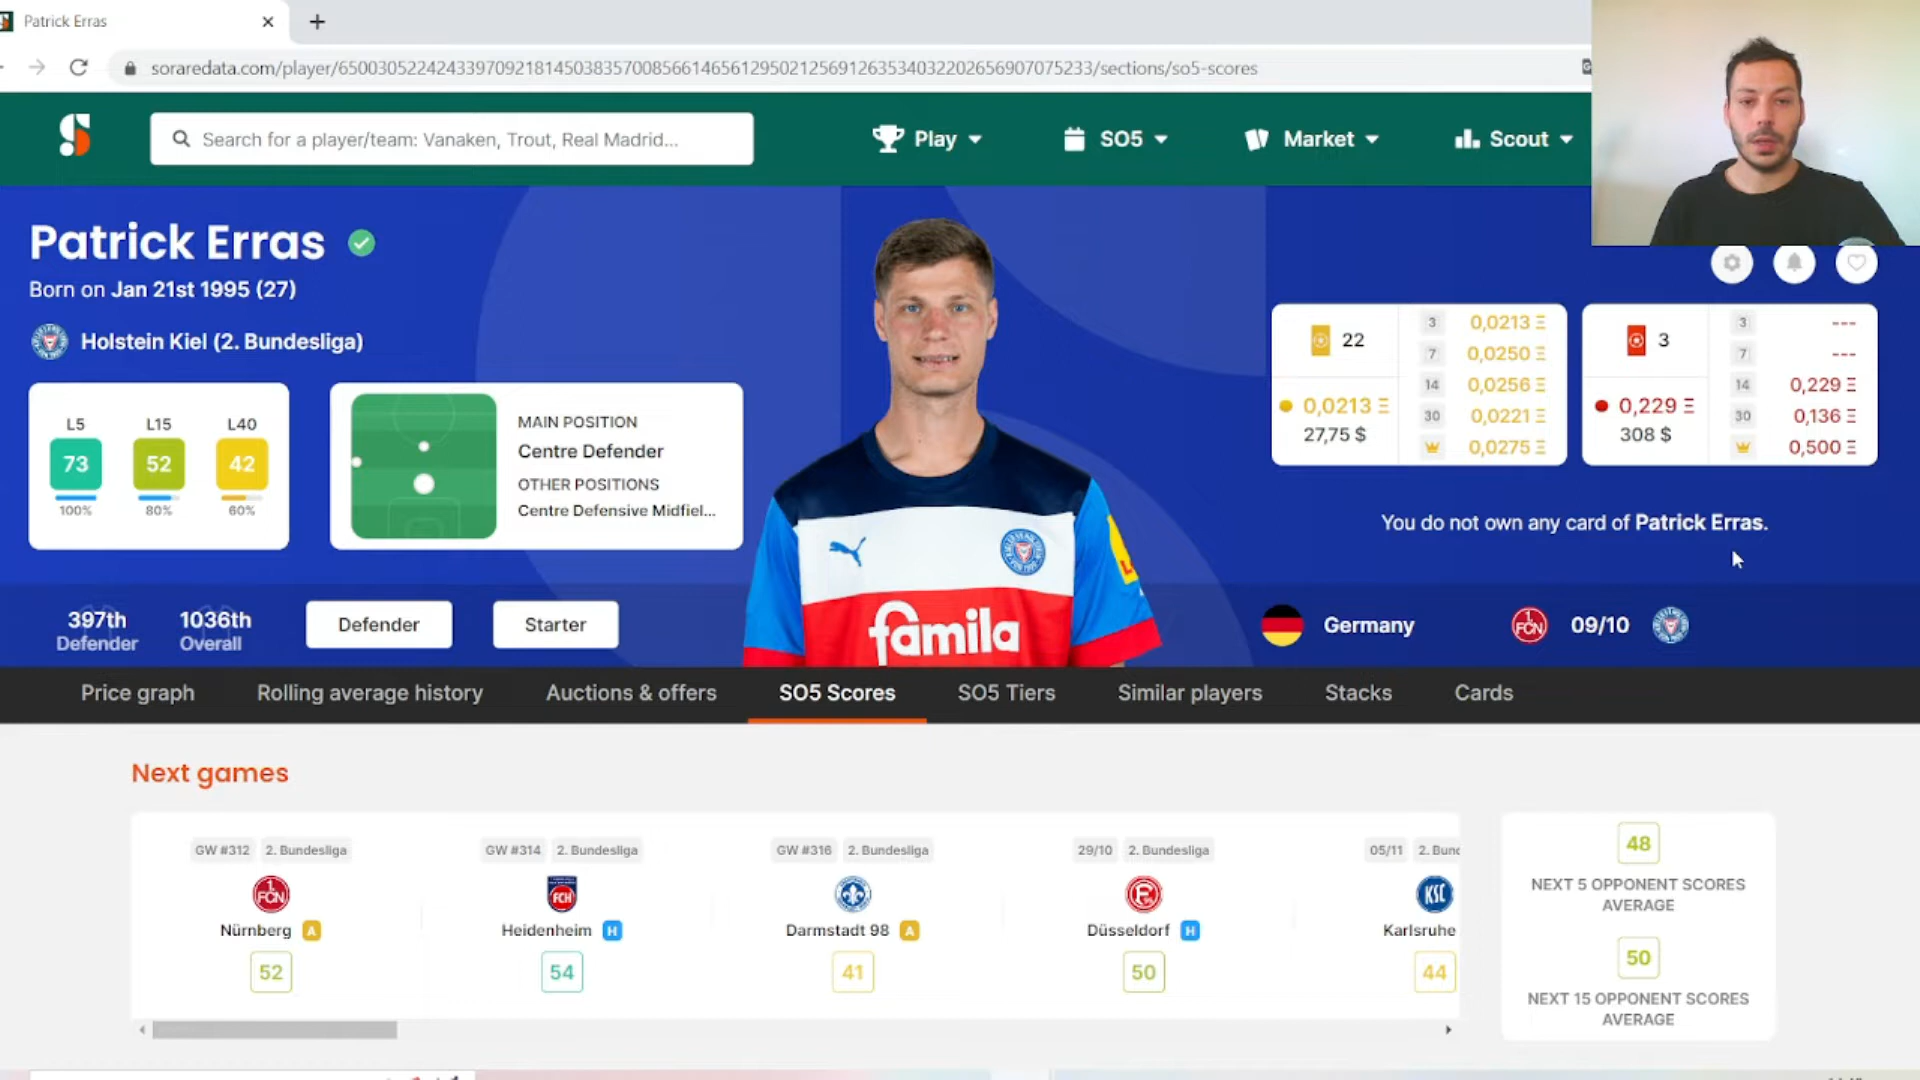 Patrick Erras
soraredata.com/player/65003052242433970921814503835700856614656129502125691263534032202656907075233/sections/so5-scores
Search for a player/team: Vanaken, Trout, Real Madrid...
Play
SO5
Market
Scout
Patrick Erras
Born on Jan 21st 1995 (27)
Holstein Kiel (2. Bundesliga)
L5 L15 L40
73 52 42
100% 80% 60%
MAIN POSITION
Centre Defender
OTHER POSITIONS
Centre Defensive Midfiel...
397th
Defender
1036th
Overall
Defender
Starter
famila
22
0,0213 Ξ
27,75 $
3 0,0213 Ξ
7 0,0250 Ξ
14 0,0256 Ξ
30 0,0221 Ξ
0,0275 Ξ
3
0,229 Ξ
308 $
3 ---
7 ---
14 0,229 Ξ
30 0,136 Ξ
0,500 Ξ
You do not own any card of Patrick Erras.
Germany
FCN
09/10
Price graph
Rolling average history
Auctions & offers
SO5 Scores
SO5 Tiers
Similar players
Stacks
Cards
Next games
GW #312 2. Bundesliga
FCN
Nürnberg A
52
GW #314 2. Bundesliga
FCH
Heidenheim H
54
GW #316 2. Bundesliga
Darmstadt 98 A
41
29/10 2. Bundesliga
Düsseldorf H
50
05/11 2. Bund
KSC
Karlsruhe
44
48
NEXT 5 OPPONENT SCORES
AVERAGE
50
NEXT 15 OPPONENT SCORES
AVERAGE